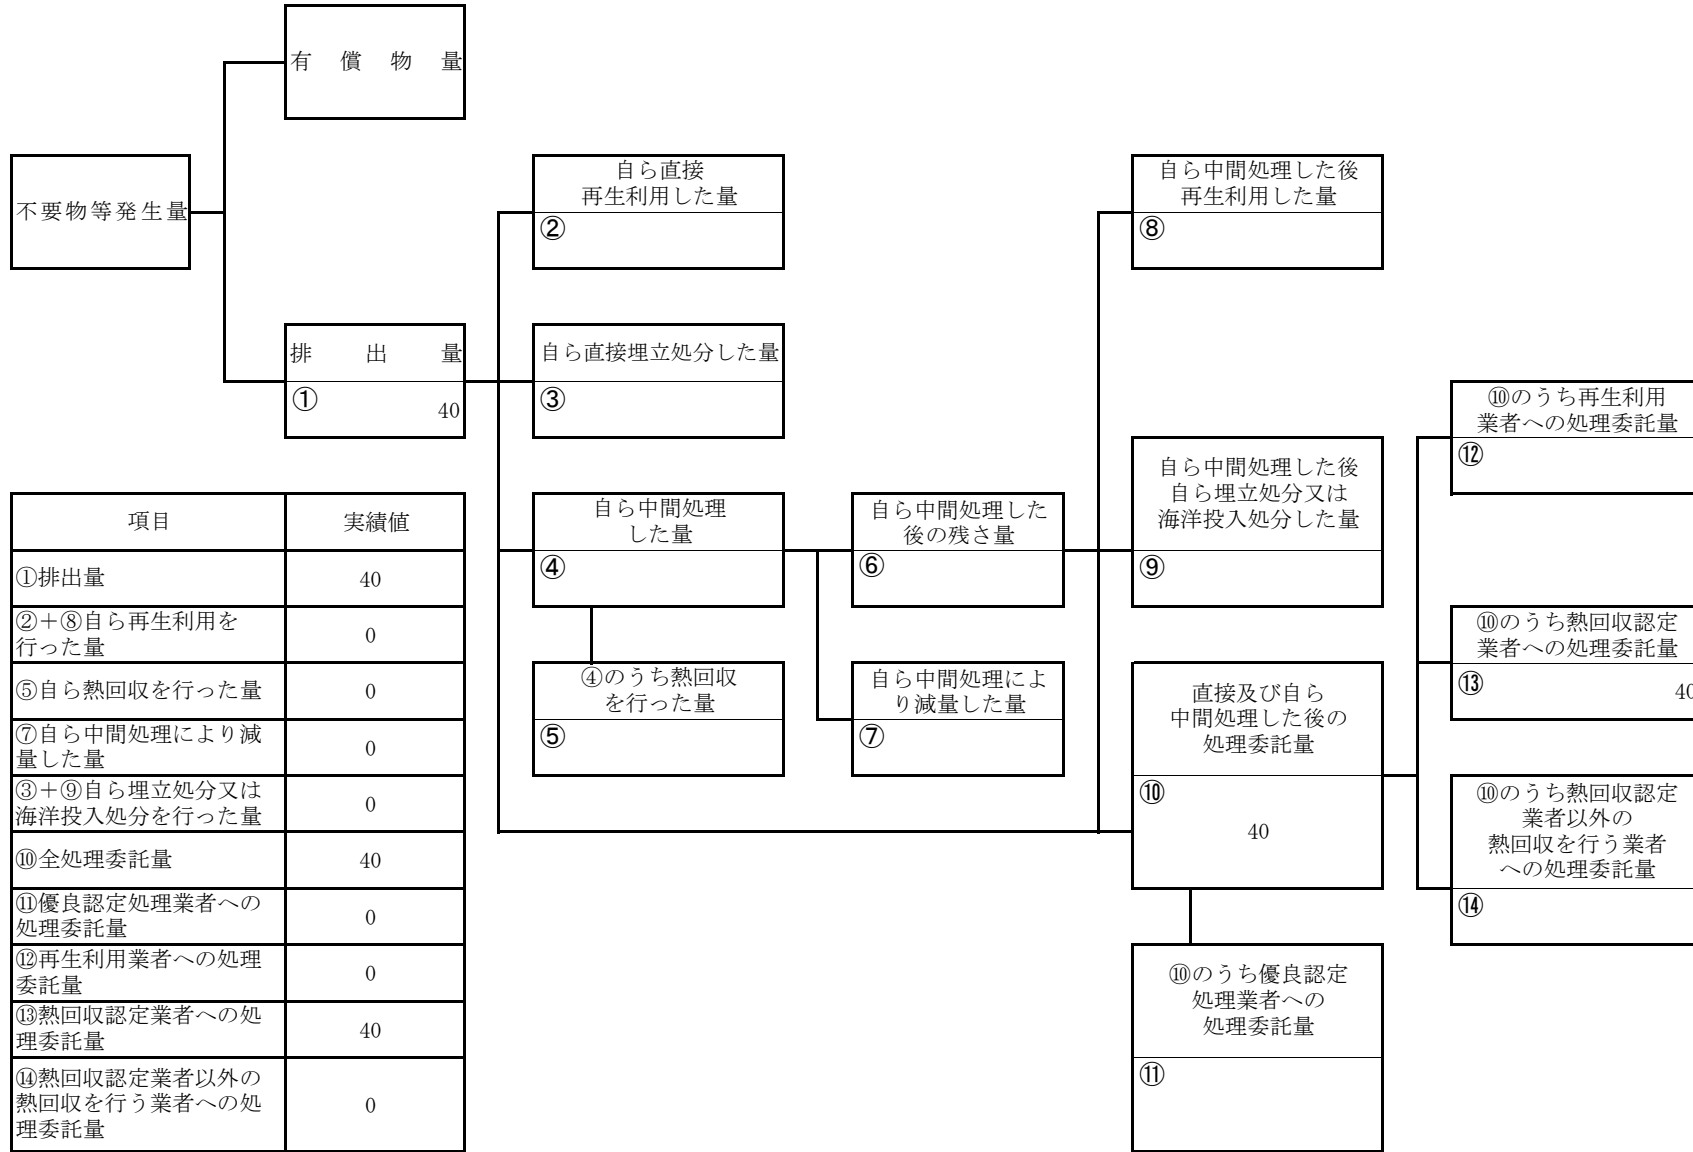 有償物量
不要物等発生量
自ら直接
再生利用した量
②
自ら中間処理した後
再生利用した量
⑧
排出量
①
40
自ら直接埋立処分した量
③
⑩のうち再生利用
業者への処理委託量
⑫
自ら中間処理
した量
④
自ら中間処理した
後の残さ量
⑥
自ら中間処理した後
自ら埋立処分又は
海洋投入処分した量
⑨
④のうち熱回収
を行った量
⑤
自ら中間処理によ
り減量した量
⑦
直接及び自ら
中間処理した後の
処理委託量
⑩
40
⑩のうち熱回収認定
業者への処理委託量
⑬
40
⑩のうち熱回収認定
業者以外の
熱回収を行う業者
への処理委託量
⑭
⑩のうち優良認定
処理業者への
処理委託量
⑪
項目 実績値
①排出量 40
②+⑧自ら再生利用を
行った量 0
⑤自ら熱回収を行った量 0
⑦自ら中間処理により減
量した量 0
③+⑨自ら埋立処分又は
海洋投入処分を行った量 0
⑩全処理委託量 40
⑪優良認定処理業者への
処理委託量 0
⑫再生利用業者への処理
委託量 0
⑬熱回収認定業者への処
理委託量 40
⑭熱回収認定業者以外の
熱回収を行う業者への処
理委託量 0